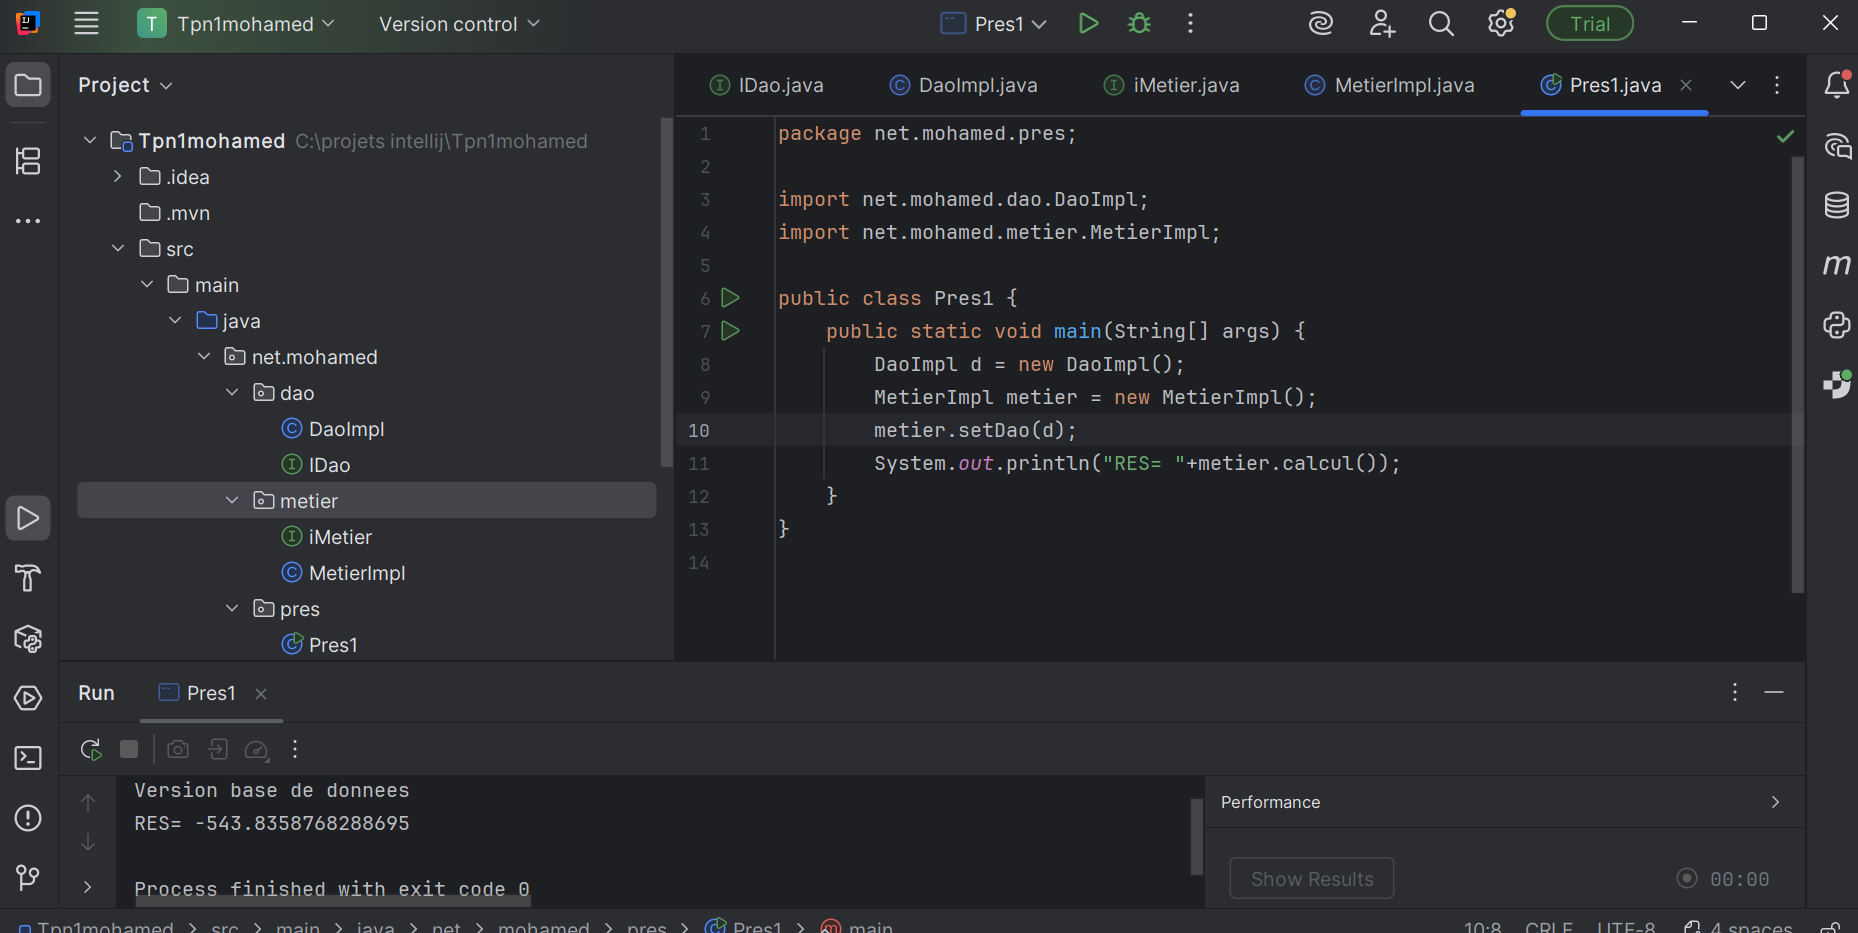 T Tpn1mohamed Version control Pres1 Trial
Project
Tpn1mohamed C:\projets intellij\Tpn1mohamed
.idea
.mvn
src
main
java
net.mohamed
dao
DaoImpl
IDao
metier
iMetier
MetierImpl
pres
Pres1
IDao.java DaoImpl.java iMetier.java MetierImpl.java Pres1.java
1 package net.mohamed.pres;
2
3 import net.mohamed.dao.DaoImpl;
4 import net.mohamed.metier.MetierImpl;
5
6 public class Pres1 {
7 public static void main(String[] args) {
8 DaoImpl d = new DaoImpl();
9 MetierImpl metier = new MetierImpl();
10 metier.setDao(d);
11 System.out.println("RES= "+metier.calcul());
12 }
13 }
14
Run Pres1
Version base de donnees
RES= -543.8358768288695
Process finished with exit code 0
Performance
Show Results 00:00
Tpn1mohamed > src > main > java > net > mohamed > pres > Pres1 > main 10:8 CRLF UTF-8 4 spaces